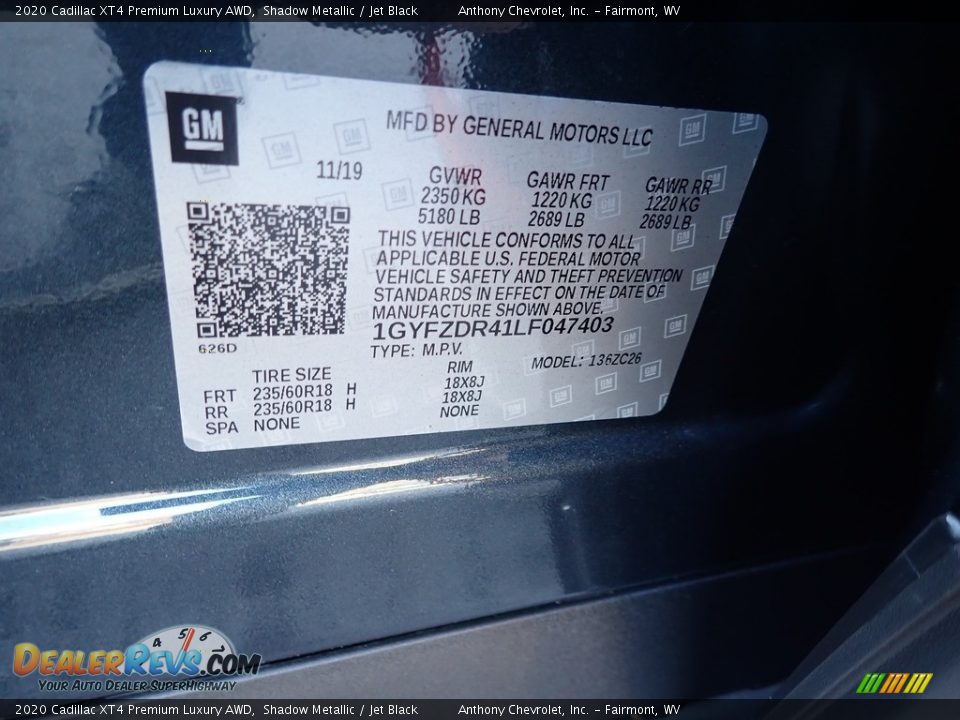 2020 Cadillac XT4 Premium Luxury AWD, Shadow Metallic / Jet Black Anthony Chevrolet, Inc. - Fairmont, WV
GM
MFD BY GENERAL MOTORS LLC
11/19
GVWR GAWR FRT GAWR RR
2350 KG 1220 KG 1220 KG
5180 LB 2689 LB 2689 LB
THIS VEHICLE CONFORMS TO ALL
APPLICABLE U.S. FEDERAL MOTOR
VEHICLE SAFETY AND THEFT PREVENTION
STANDARDS IN EFFECT ON THE DATE OF
MANUFACTURE SHOWN ABOVE.
1GYFZDR41LF047403
626D
TYPE: M.P.V. MODEL: 136ZC26
TIRE SIZE RIM
FRT 235/60R18 H 18X8J
RR 235/60R18 H 18X8J
SPA NONE NONE
4 5 6 7
DealerRevs.com
Your Auto Dealer SuperHighway
2020 Cadillac XT4 Premium Luxury AWD, Shadow Metallic / Jet Black Anthony Chevrolet, Inc. - Fairmont, WV